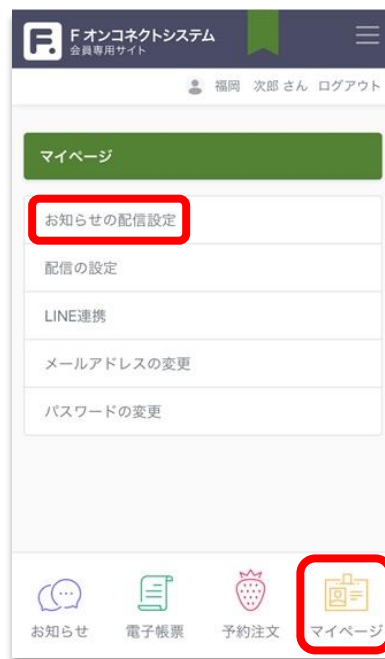 F.
F オンコネクトシステム
会員専用サイト
福岡 次郎 さん ログアウト
マイページ
お知らせの配信設定
配信の設定
LINE連携
メールアドレスの変更
パスワードの変更
お知らせ 電子帳票 予約注文 マイページ